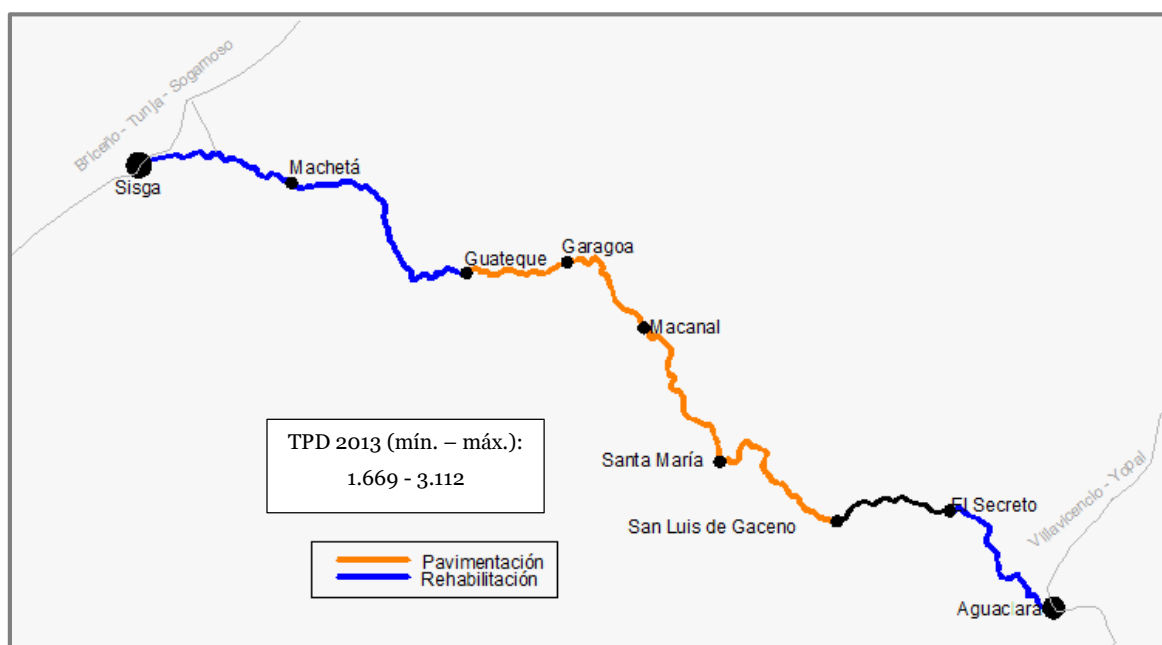 Briceño - Tunja - Sogamoso
Sisga
Machetá
Guateque
Garagoa
Macanal
Santa María
San Luis de Gaceno
El Secreto
Villavicencio - Yopal
Aguaclara
TPD 2013 (mín. – máx.):
1.669 - 3.112
Pavimentación
Rehabilitación